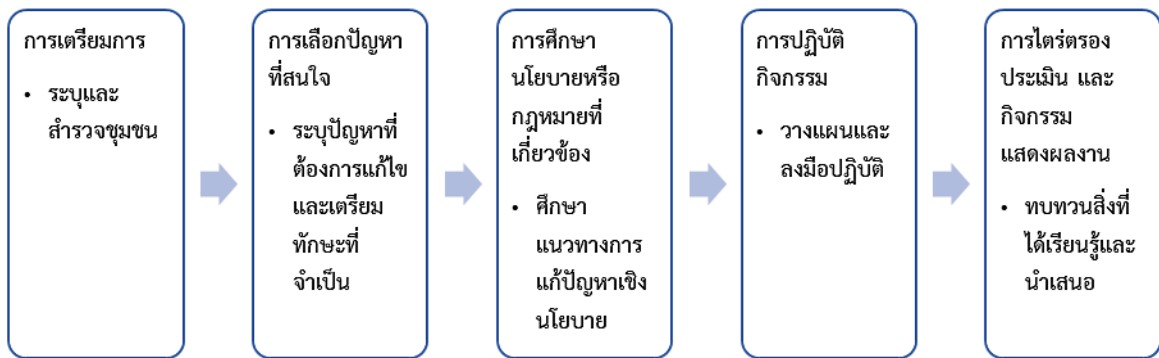 การเตรียมการ
• ระบุและ
สำรวจชุมชน
การเลือกปัญหา
ที่สนใจ
• ระบุปัญหาที่
ต้องการแก้ไข
และเตรียม
ทักษะที่
จำเป็น
การศึกษา
นโยบายหรือ
กฎหมายที่
เกี่ยวข้อง
• ศึกษา
แนวทางการ
แก้ปัญหาเชิง
นโยบาย
การปฏิบัติ
กิจกรรม
• วางแผนและ
ลงมือปฏิบัติ
การไตร่ตรอง
ประเมิน และ
กิจกรรม
แสดงผลงาน
• ทบทวนสิ่งที่
ได้เรียนรู้และ
นำเสนอ